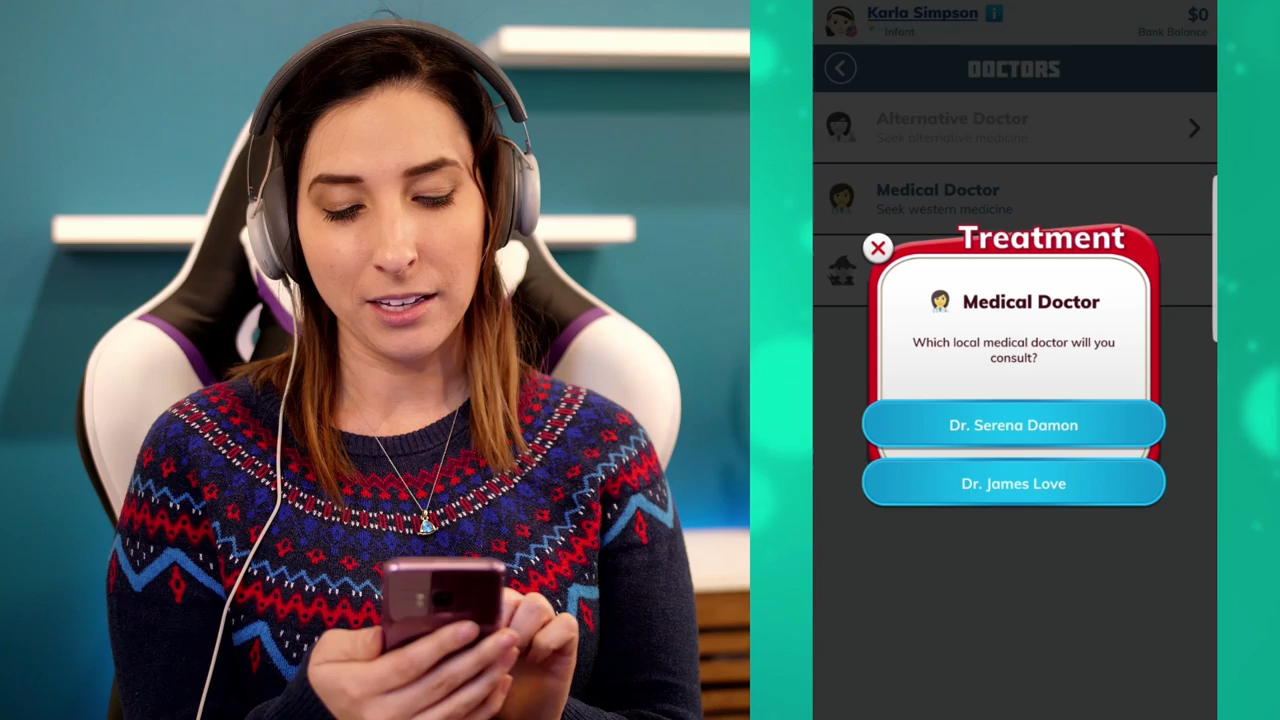 Karla Simpson
$0
Infant
Bank Balance
DOCTORS
Alternative Doctor
Seek alternative medicine
Medical Doctor
Seek western medicine
Treatment
Medical Doctor
Which local medical doctor will you
consult?
Dr. Serena Damon
Dr. James Love